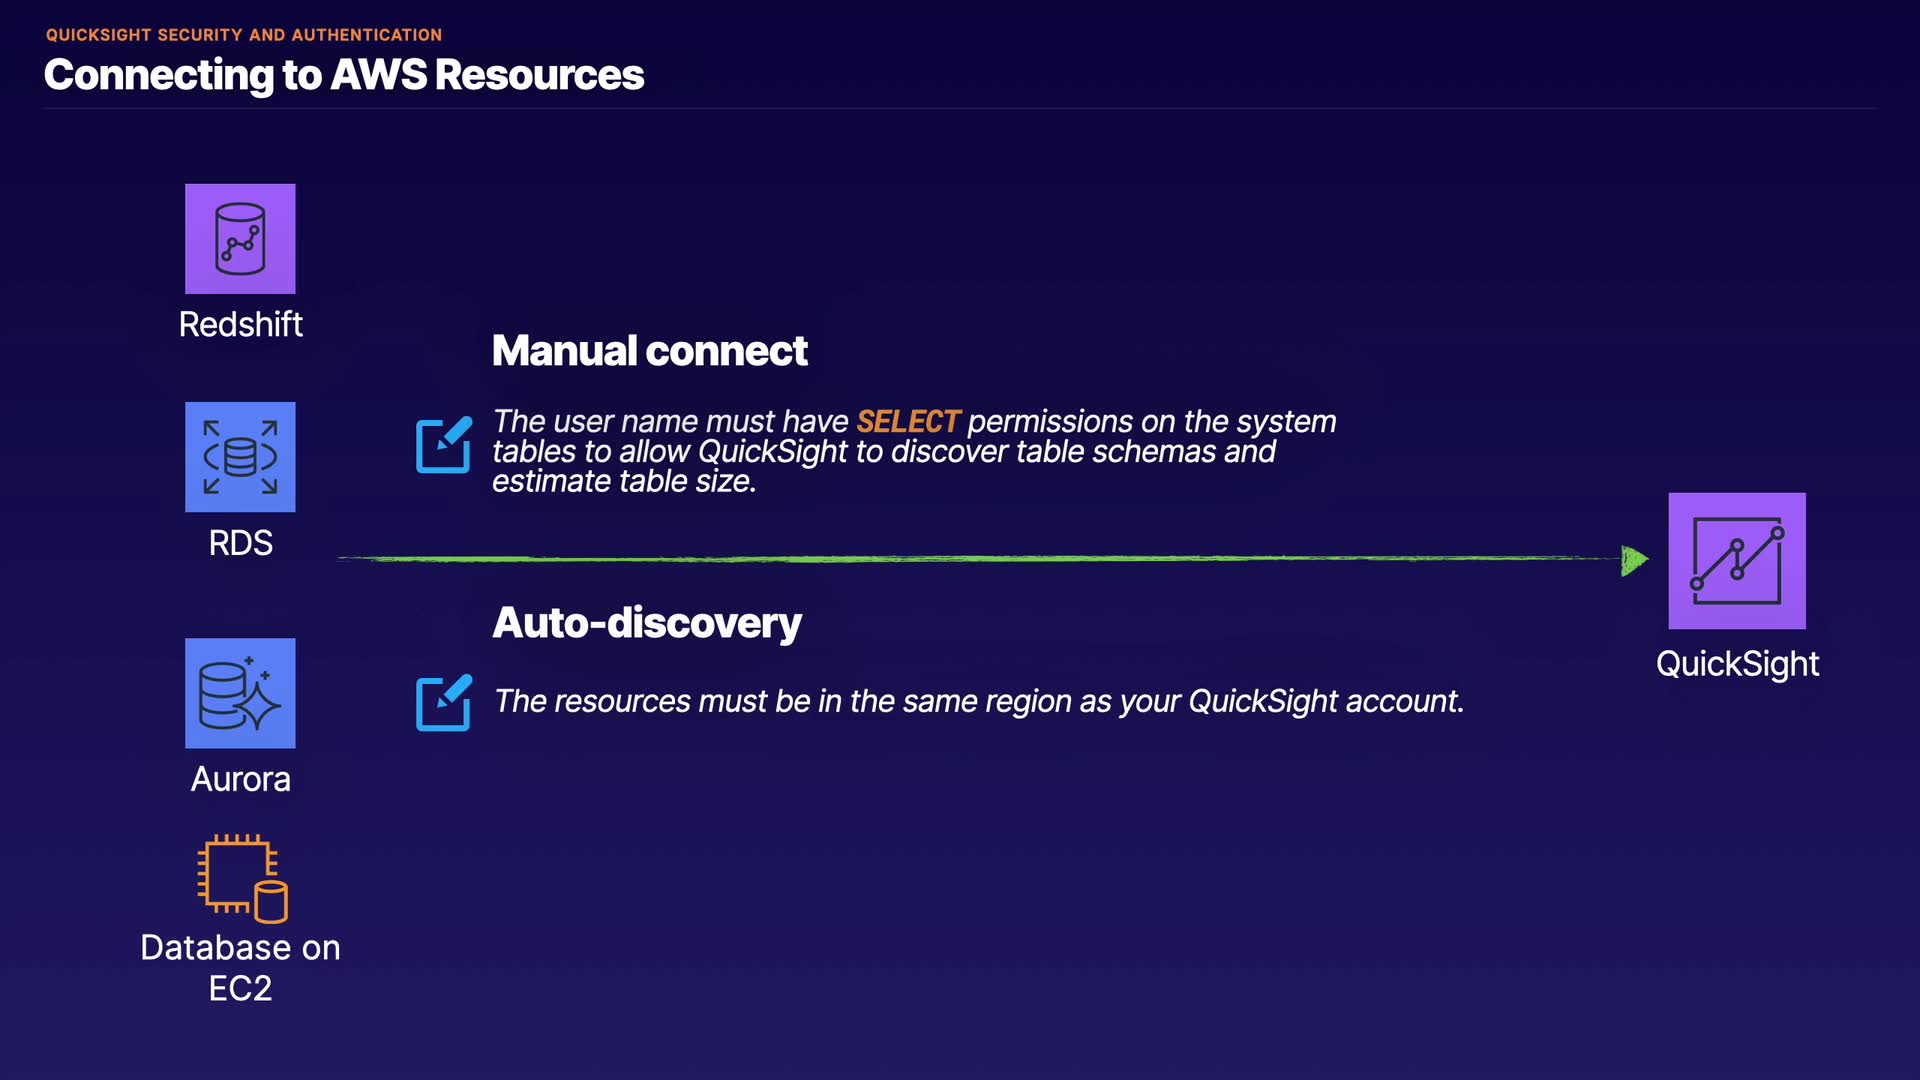 QUICKSIGHT SECURITY AND AUTHENTICATION
Connecting to AWS Resources
Redshift
Manual connect
The user name must have SELECT permissions on the system
tables to allow QuickSight to discover table schemas and
estimate table size.
RDS
Auto-discovery
The resources must be in the same region as your QuickSight account.
QuickSight
Aurora
Database on
EC2